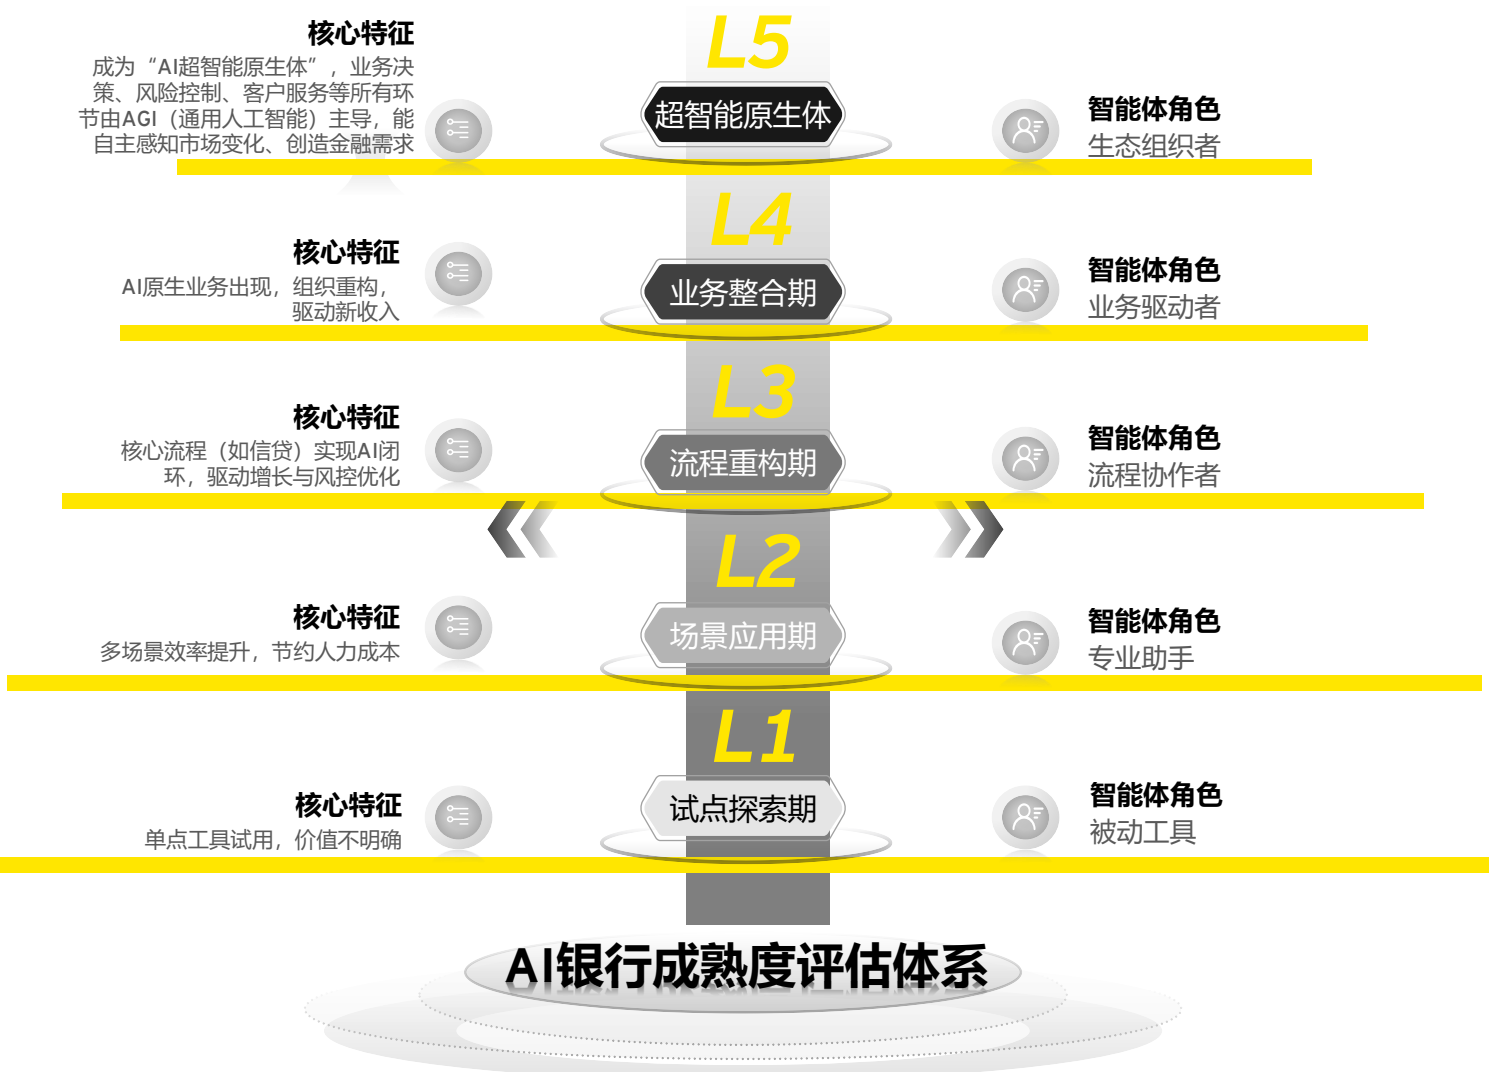 L5
超智能原生体
核心特征
成为“AI超智能原生体”，业务决
策、风险控制、客户服务等所有环
节由AGI（通用人工智能）主导，能
自主感知市场变化、创造金融需求
智能体角色
生态组织者
L4
业务整合期
核心特征
AI原生业务出现，组织重构，
驱动新收入
智能体角色
业务驱动者
L3
流程重构期
核心特征
核心流程（如信贷）实现AI闭
环，驱动增长与风控优化
智能体角色
流程协作者
L2
场景应用期
核心特征
多场景效率提升，节约人力成本
智能体角色
专业助手
L1
试点探索期
核心特征
单点工具试用，价值不明确
智能体角色
被动工具
AI银行成熟度评估体系